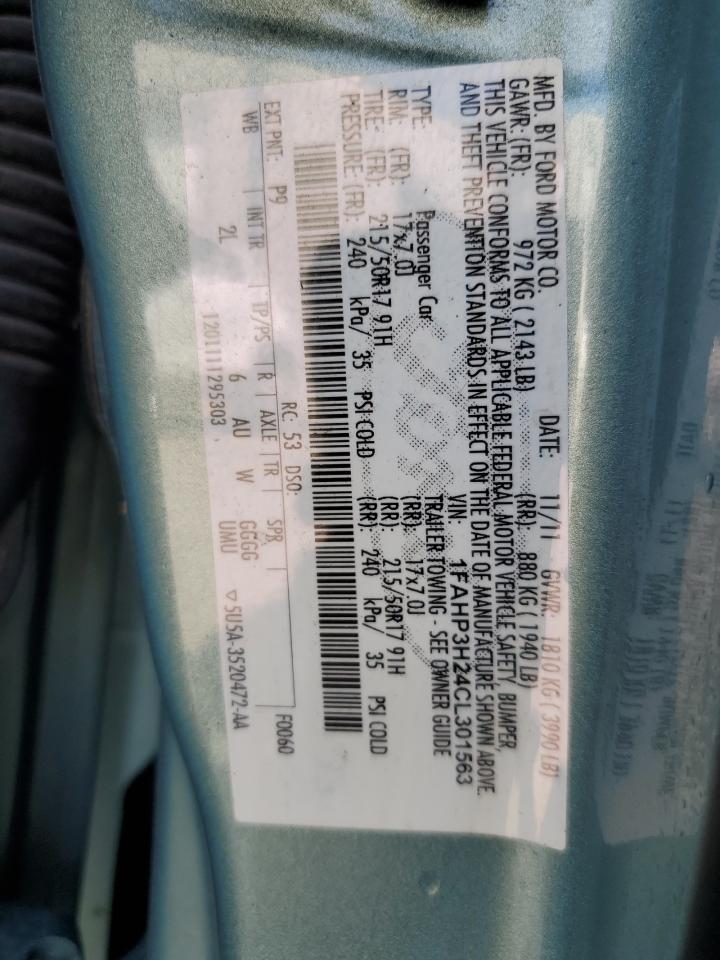 MFD. BY FORD MOTOR CO.
DATE: 11/11 GVWR: 1810 KG ( 3990 LB)
GAWR: (FR): 972 KG ( 2143 LB) (RR): 880 KG ( 1940 LB)
THIS VEHICLE CONFORMS TO ALL APPLICABLE FEDERAL MOTOR VEHICLE SAFETY, BUMPER,
AND THEFT PREVENTION STANDARDS IN EFFECT ON THE DATE OF MANUFACTURE SHOWN ABOVE.
VIN: 1FAHP3H24CL301563
TYPE: Passenger Car TRAILER TOWING - SEE OWNER GUIDE
RIM: (FR): 17x7.0J (RR): 17x7.0J
TIRE: (FR): 215/50R17 91H (RR): 215/50R17 91H
PRESSURE: (FR): 240 kPa/ 35 PSI COLD (RR): 240 kPa/ 35 PSI COLD
F0060
EXT PNT: P9 RC: 53 DSO:
WB INT TR TP/PS R AXLE TR SPR
2L 6 AU W GGGG
1201111295303 UMU ▽ 5U5A-3520472-AA